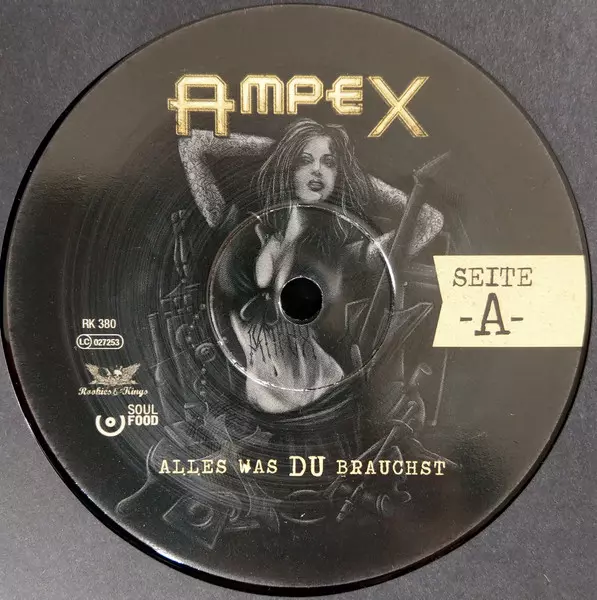 AMPEX
SEITE
-A-
RK 380
LC 027253
Rookies & Kings
SOUL
FOOD
ALLES WAS DU BRAUCHST